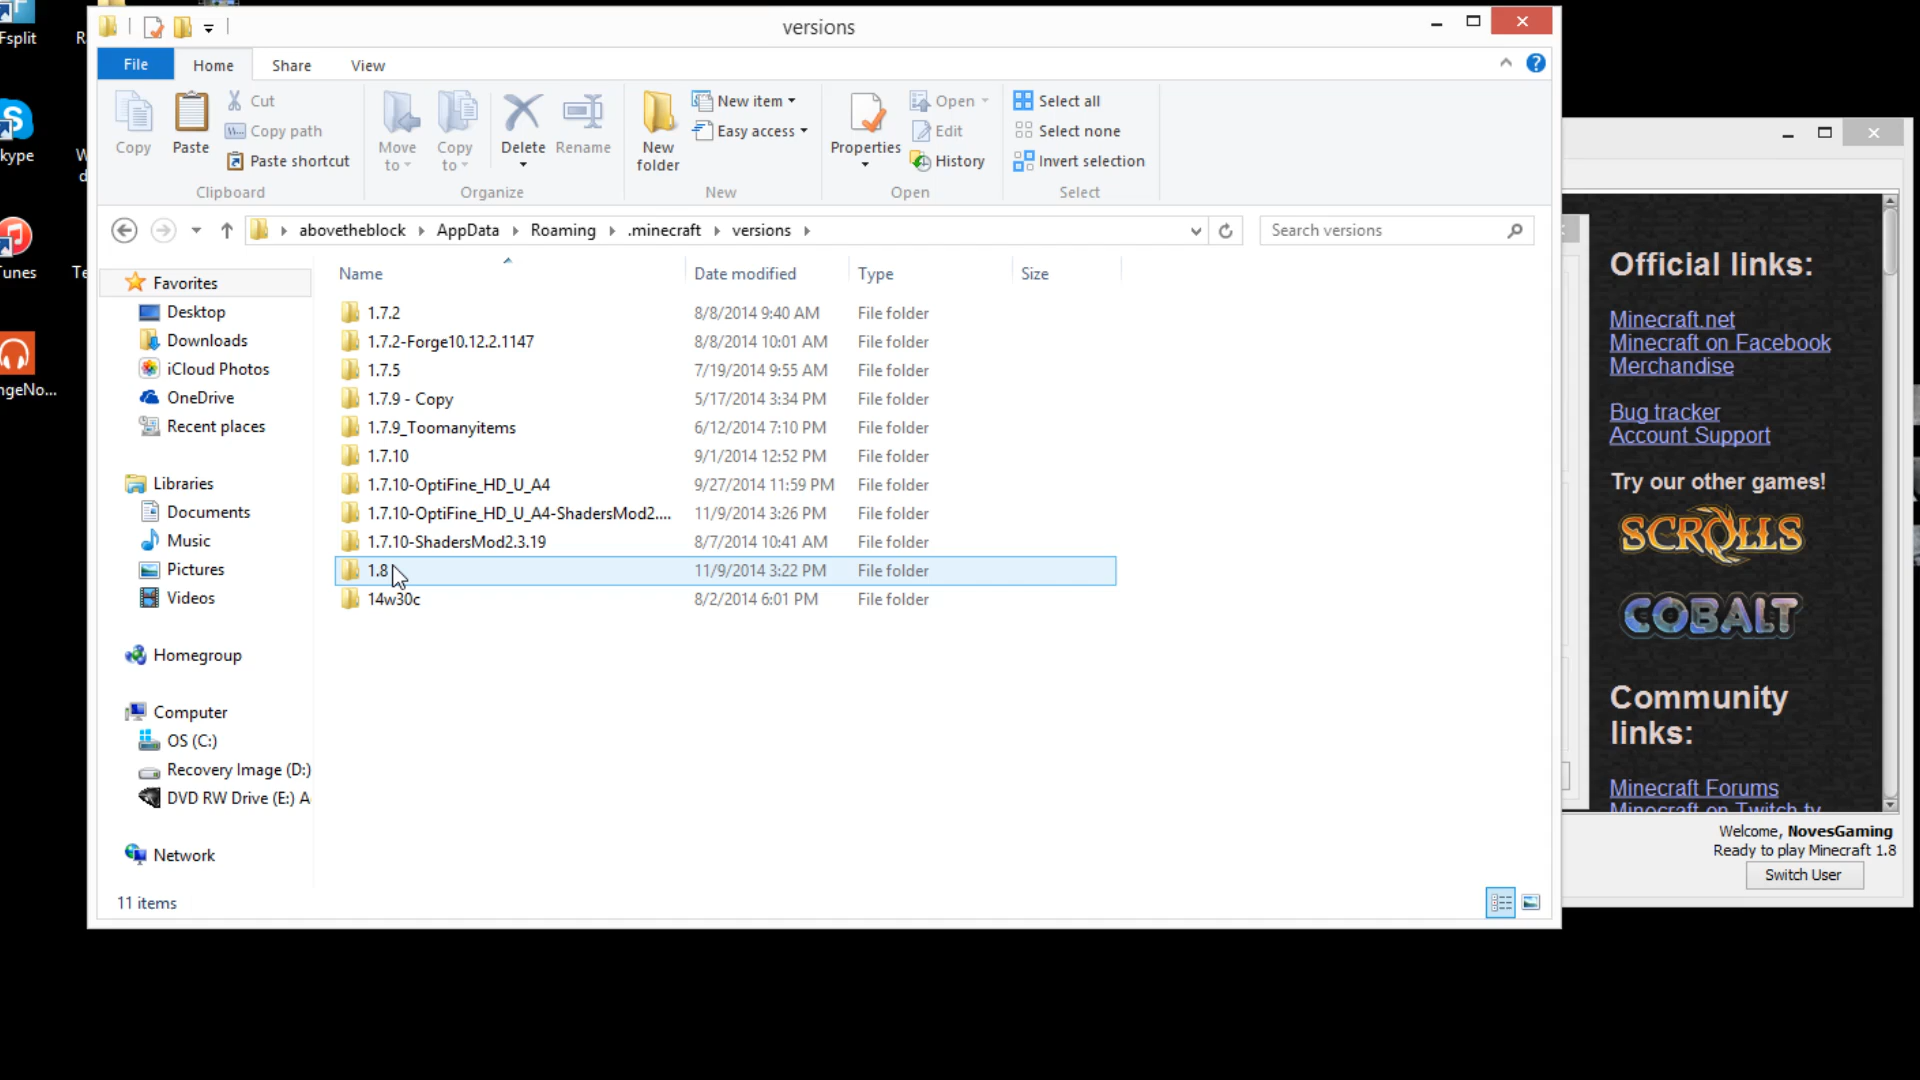 versions
File Home Share View
Copy
Paste
Cut
Copy path
Paste shortcut
Clipboard
Move to
Copy to
Delete
Rename
Organize
New folder
New item
Easy access
New
Properties
Open
Edit
History
Open
Select all
Select none
Invert selection
Select
abovetheblock AppData Roaming .minecraft versions
Search versions
Name Date modified Type Size
1.7.2 8/8/2014 9:40 AM File folder
1.7.2-Forge10.12.2.1147 8/8/2014 10:01 AM File folder
1.7.5 7/19/2014 9:55 AM File folder
1.7.9 - Copy 5/17/2014 3:34 PM File folder
1.7.9_Toomanyitems 6/12/2014 7:10 PM File folder
1.7.10 9/1/2014 12:52 PM File folder
1.7.10-OptiFine_HD_U_A4 9/27/2014 11:59 PM File folder
1.7.10-OptiFine_HD_U_A4-ShadersMod2.... 11/9/2014 3:26 PM File folder
1.7.10-ShadersMod2.3.19 8/7/2014 10:41 AM File folder
1.8 11/9/2014 3:22 PM File folder
14w30c 8/2/2014 6:01 PM File folder
Favorites
Desktop
Downloads
iCloud Photos
OneDrive
Recent places
Libraries
Documents
Music
Pictures
Videos
Homegroup
Computer
OS (C:)
Recovery Image (D:)
DVD RW Drive (E:) A
Network
11 items
Fsplit
kype
Tunes
ngeNo...
Official links:
Minecraft.net
Minecraft on Facebook
Merchandise
Bug tracker
Account Support
Try our other games!
SCROLLS
COBALT
Community
links:
Minecraft Forums
Minecraft on Twitch.tv
Welcome, NovesGaming
Ready to play Minecraft 1.8
Switch User